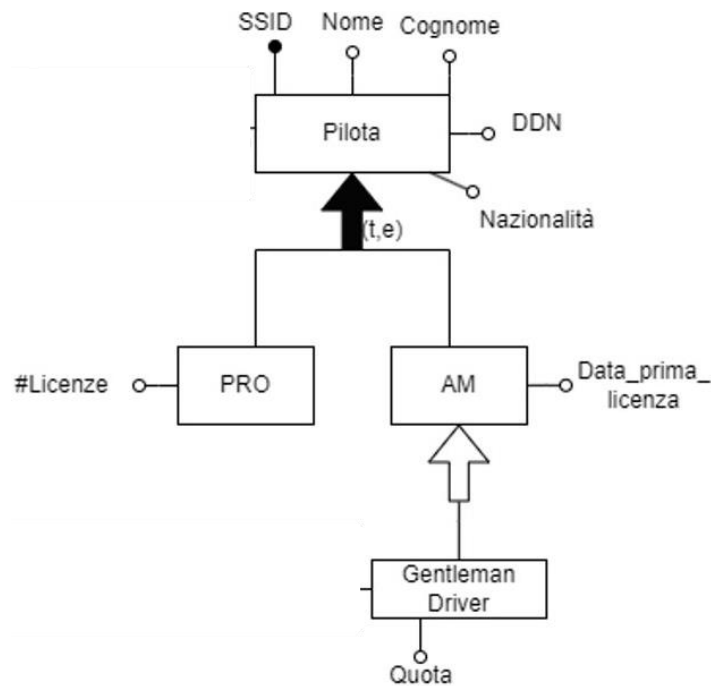 SSID
Nome
Cognome
Pilota
DDN
Nazionalità
(t,e)
#Licenze
PRO
AM
Data_prima_
licenza
Gentleman
Driver
Quota